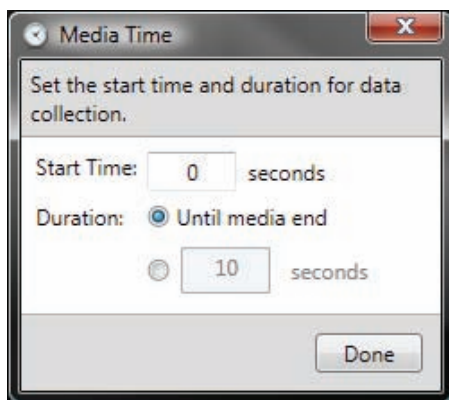 Media Time
Set the start time and duration for data
collection.
Start Time: 0 seconds
Duration: Until media end
10 seconds
Done